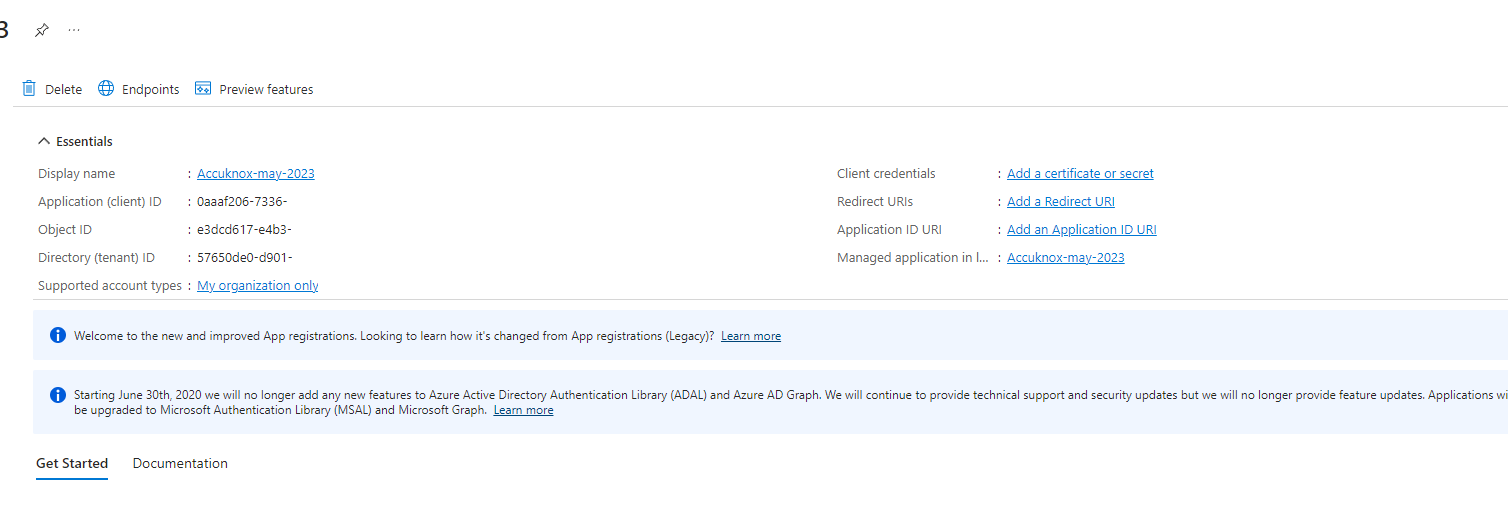 3
Delete Endpoints Preview features
Essentials
Display name : Accuknox-may-2023
Application (client) ID : 0aaaf206-7336-
Object ID : e3dcd617-e4b3-
Directory (tenant) ID : 57650de0-d901-
Supported account types : My organization only
Client credentials : Add a certificate or secret
Redirect URIs : Add a Redirect URI
Application ID URI : Add an Application ID URI
Managed application in l... : Accuknox-may-2023
Welcome to the new and improved App registrations. Looking to learn how it's changed from App registrations (Legacy)? Learn more
Starting June 30th, 2020 we will no longer add any new features to Azure Active Directory Authentication Library (ADAL) and Azure AD Graph. We will continue to provide technical support and security updates but we will no longer provide feature updates. Applications wi
be upgraded to Microsoft Authentication Library (MSAL) and Microsoft Graph. Learn more
Get Started Documentation